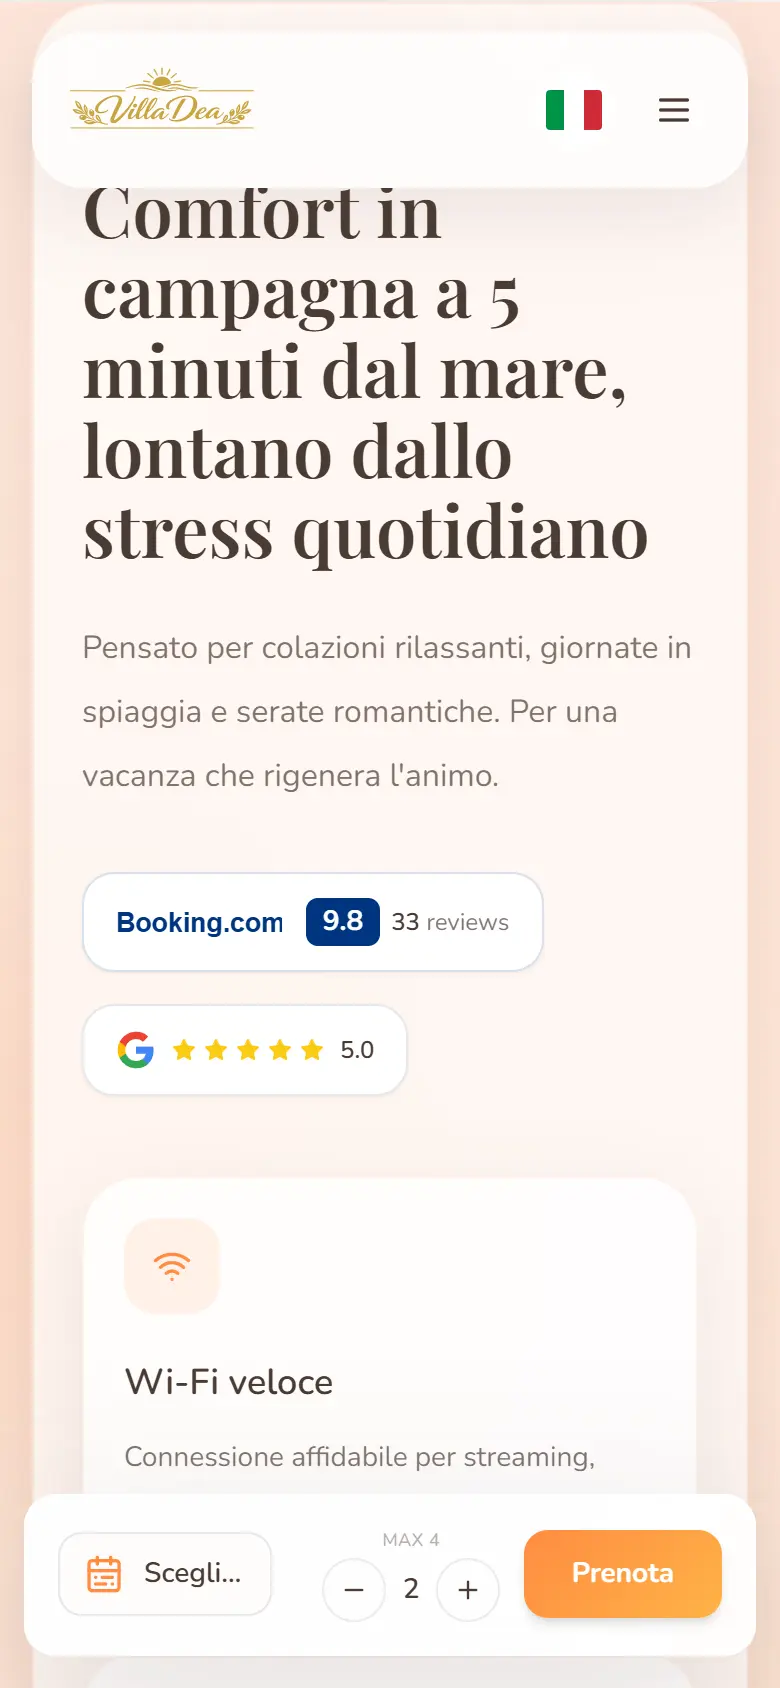 Villa Dea
Comfort in
campagna a 5
minuti dal mare,
lontano dallo
stress quotidiano
Pensato per colazioni rilassanti, giornate in
spiaggia e serate romantiche. Per una
vacanza che rigenera l'animo.
Booking.com 9.8 33 reviews
5.0
Wi-Fi veloce
Connessione affidabile per streaming,
MAX 4
Scegli... 2 Prenota